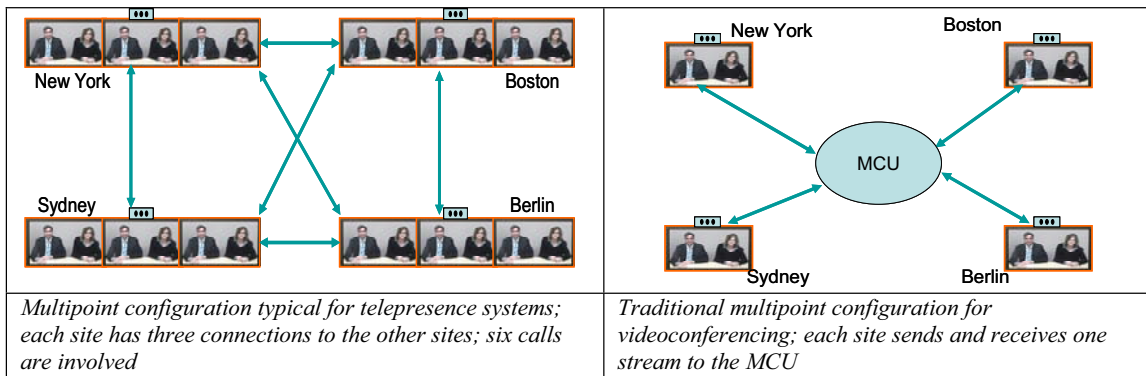 New York
Boston
Sydney
Berlin
Multipoint configuration typical for telepresence systems;
each site has three connections to the other sites; six calls
are involved
New York
Boston
MCU
Sydney
Berlin
Traditional multipoint configuration for
videoconferencing; each site sends and receives one
stream to the MCU